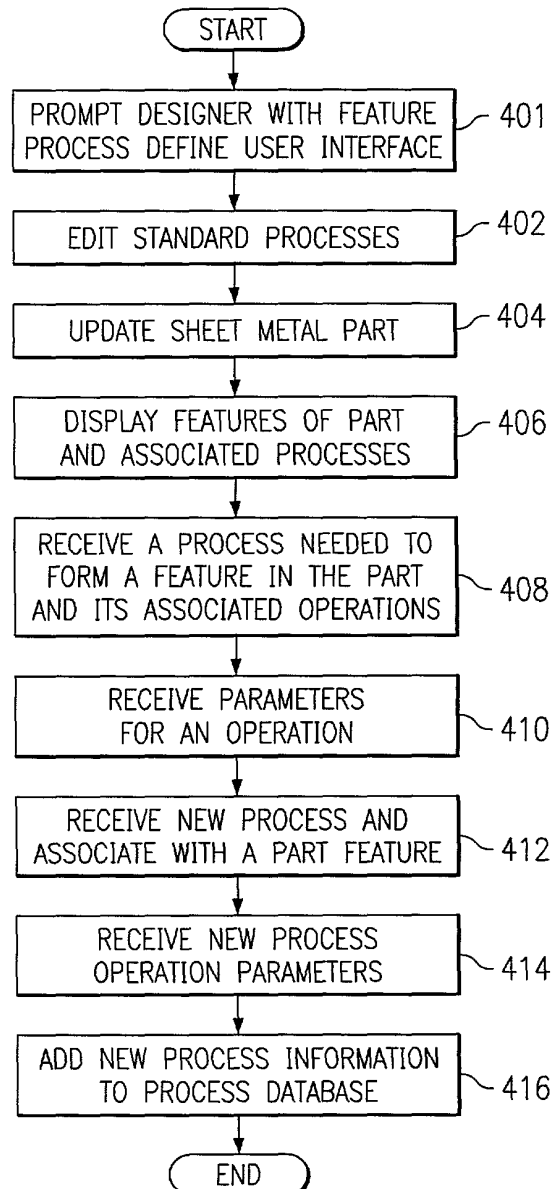 START
PROMPT DESIGNER WITH FEATURE
PROCESS DEFINE USER INTERFACE
401
EDIT STANDARD PROCESSES
402
UPDATE SHEET METAL PART
404
DISPLAY FEATURES OF PART
AND ASSOCIATED PROCESSES
406
RECEIVE A PROCESS NEEDED TO
FORM A FEATURE IN THE PART
AND ITS ASSOCIATED OPERATIONS
408
RECEIVE PARAMETERS
FOR AN OPERATION
410
RECEIVE NEW PROCESS AND
ASSOCIATE WITH A PART FEATURE
412
RECEIVE NEW PROCESS
OPERATION PARAMETERS
414
ADD NEW PROCESS INFORMATION
TO PROCESS DATABASE
416
END